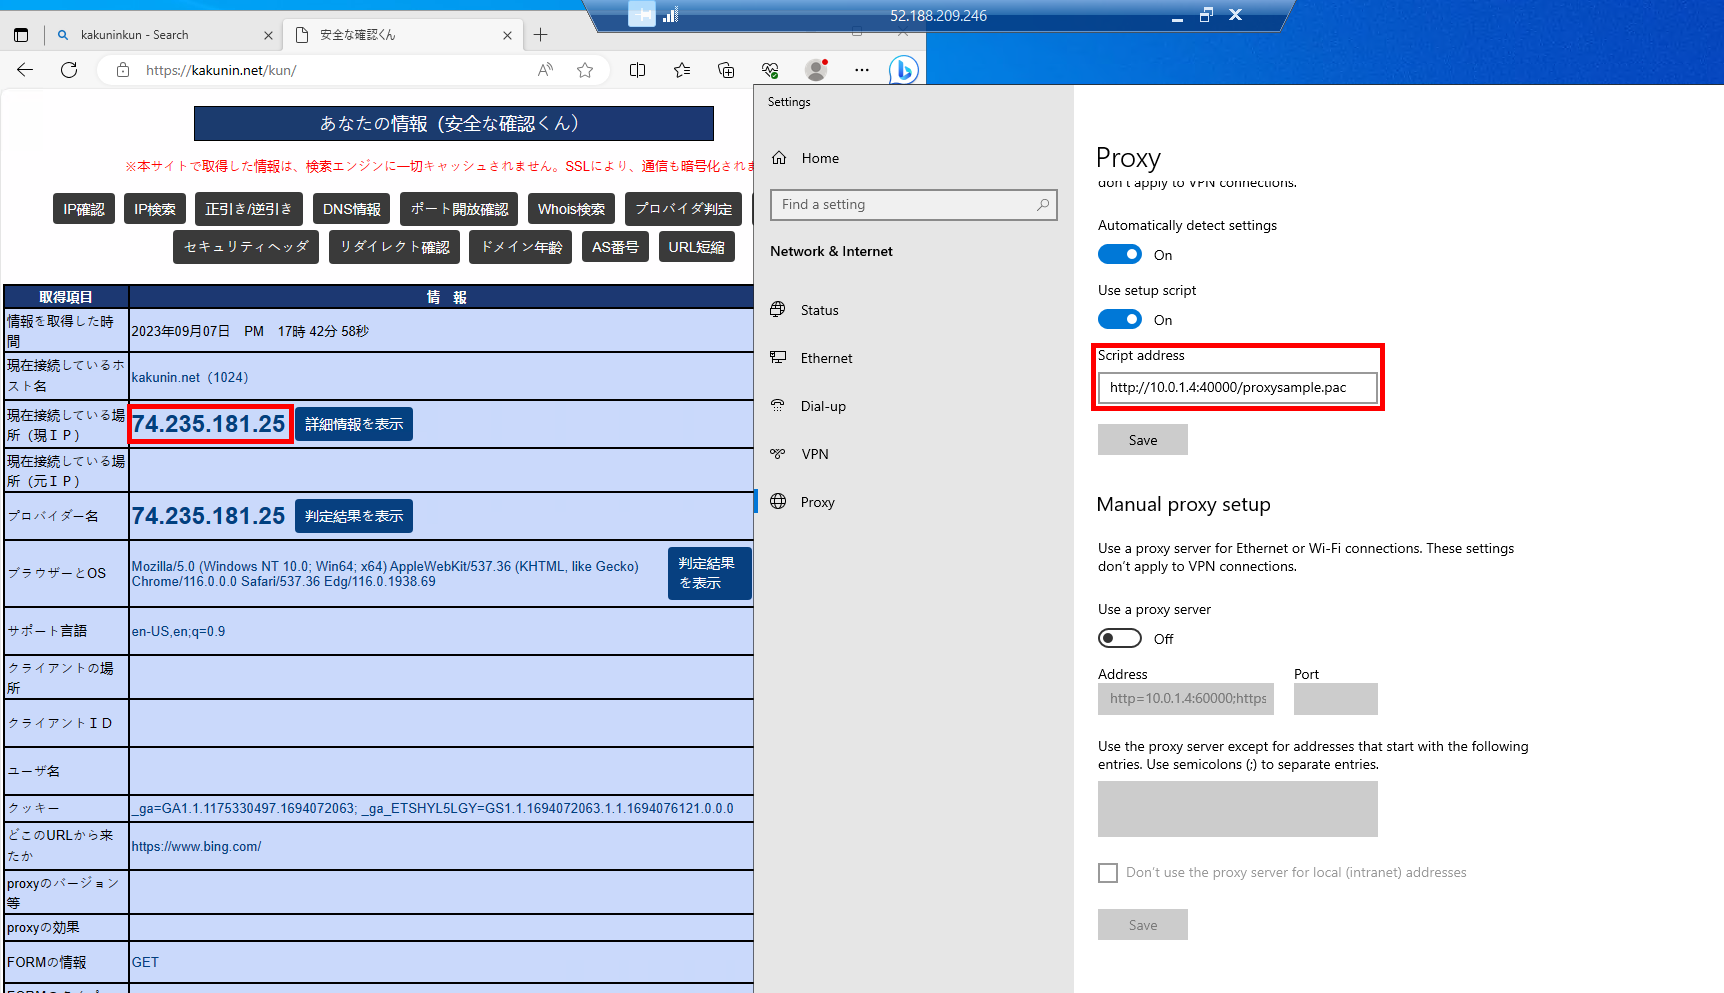 52.188.209.246
kakuninkun - Search
安全な確認くん
https://kakunin.net/kun/
あなたの情報（安全な確認くん）
※本サイトで取得した情報は、検索エンジンに一切キャッシュされません。SSLにより、通信も暗号化されま
IP確認
IP検索
正引き/逆引き
DNS情報
ポート開放確認
Whois検索
プロバイダ判定
セキュリティヘッダ
リダイレクト確認
ドメイン年齢
AS番号
URL短縮
取得項目
情　報
情報を取得した時
間
2023年09月07日　PM　17時 42分 58秒
現在接続しているホ
スト名
kakunin.net（1024）
現在接続している場
所（現ＩＰ）
74.235.181.25
詳細情報を表示
現在接続している場
所（元ＩＰ）
プロバイダー名
74.235.181.25
判定結果を表示
ブラウザーとOS
Mozilla/5.0 (Windows NT 10.0; Win64; x64) AppleWebKit/537.36 (KHTML, like Gecko)
Chrome/116.0.0.0 Safari/537.36 Edg/116.0.1938.69
判定結果
を表示
サポート言語
en-US,en;q=0.9
クライアントの場
所
クライアントＩＤ
ユーザ名
クッキー
_ga=GA1.1.1175330497.1694072063; _ga_ETSHYL5LGY=GS1.1.1694072063.1.1.1694076121.0.0.0
どこのURLから来
たか
https://www.bing.com/
proxyのバージョン
等
proxyの効果
FORMの情報
GET
Settings
Home
Find a setting
Network & Internet
Status
Ethernet
Dial-up
VPN
Proxy
Proxy
don't apply to VPN connections.
Automatically detect settings
On
Use setup script
On
Script address
http://10.0.1.4:40000/proxysample.pac
Save
Manual proxy setup
Use a proxy server for Ethernet or Wi-Fi connections. These settings
don't apply to VPN connections.
Use a proxy server
Off
Address
Port
http=10.0.1.4:60000;https
Use the proxy server except for addresses that start with the following
entries. Use semicolons (;) to separate entries.
Don't use the proxy server for local (intranet) addresses
Save